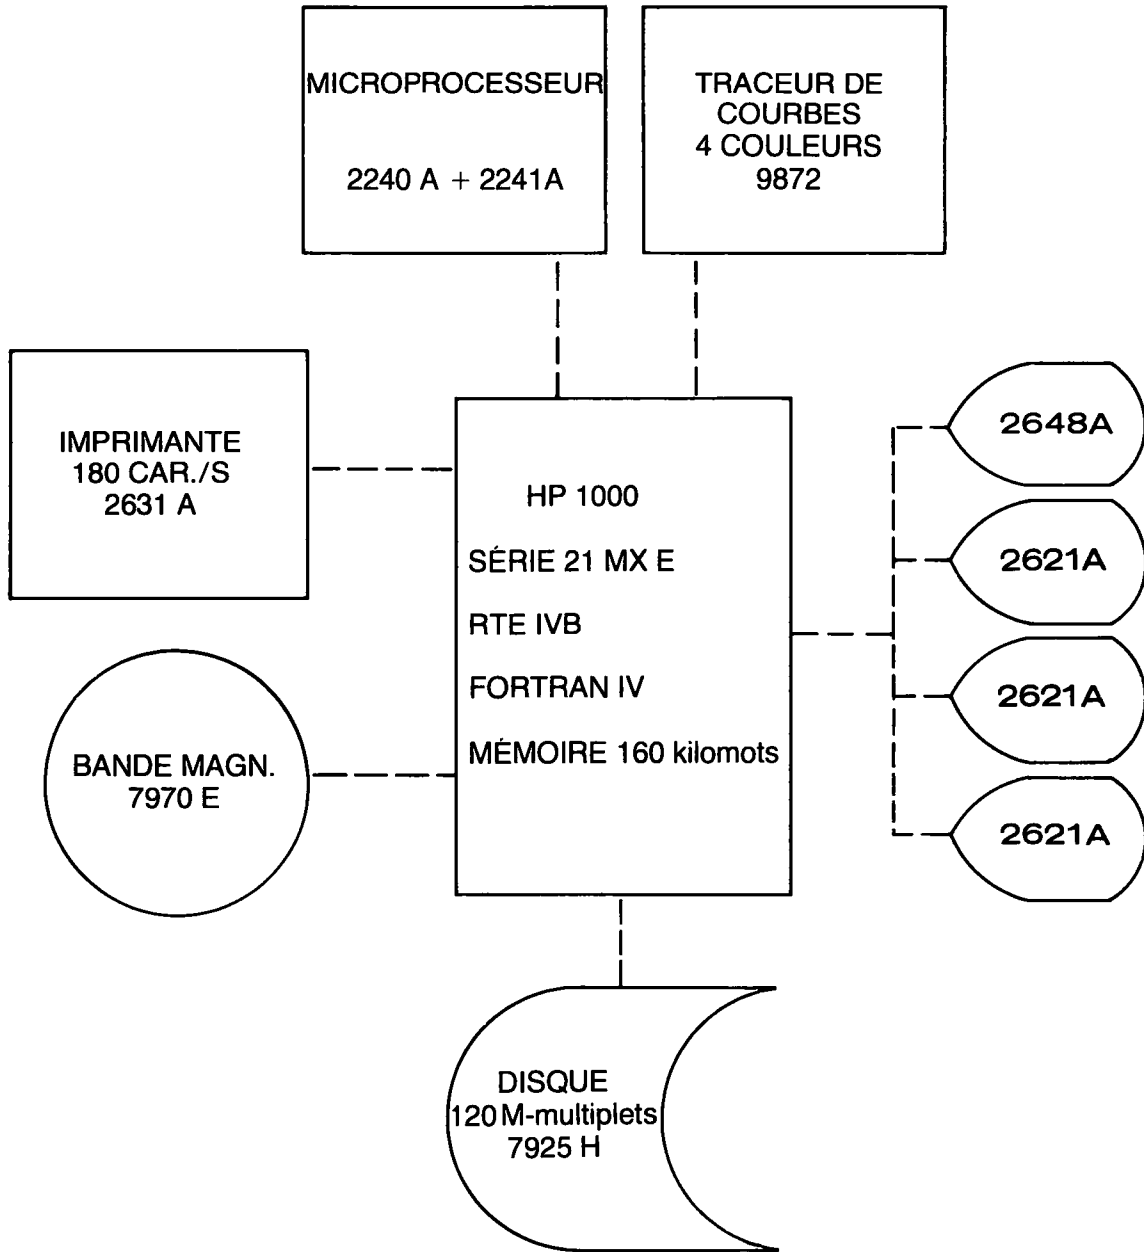 MICROPROCESSEUR
2240 A + 2241A
TRACEUR DE
COURBES
4 COULEURS
9872
IMPRIMANTE
180 CAR./S
2631 A
HP 1000
SÉRIE 21 MX E
RTE IVB
FORTRAN IV
MÉMOIRE 160 kilomots
2648A
2621A
2621A
2621A
BANDE MAGN.
7970 E
DISQUE
120 M-multiplets
7925 H